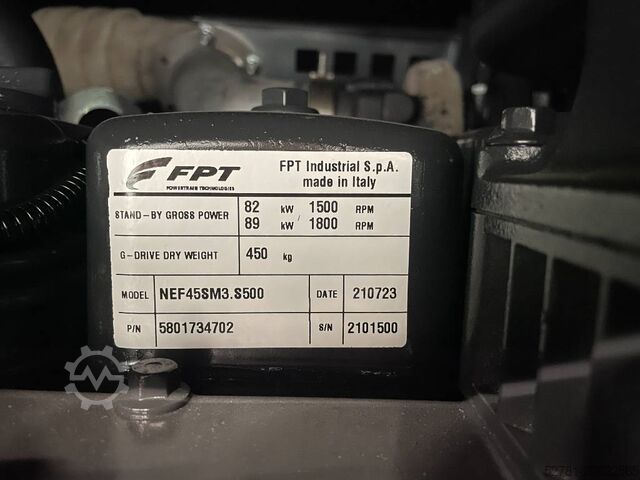 FPT
POWERTRAIN TECHNOLOGIES
FPT Industrial S.p.A.
made in Italy
STAND-BY GROSS POWER 82 kW 1500 RPM
89 kW / 1800 RPM
G-DRIVE DRY WEIGHT 450 kg
MODEL NEF45SM3.S500 DATE 210723
P/N 5801734702 S/N 2101500